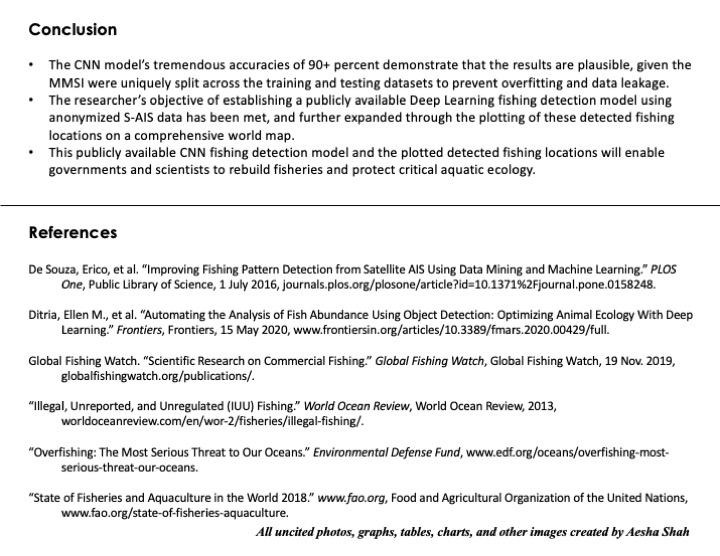 Conclusion
• The CNN model's tremendous accuracies of 90+ percent demonstrate that the results are plausible, given the
MMSI were uniquely split across the training and testing datasets to prevent overfitting and data leakage.
• The researcher's objective of establishing a publicly available Deep Learning fishing detection model using
anonymized S-AIS data has been met, and further expanded through the plotting of these detected fishing
locations on a comprehensive world map.
• This publicly available CNN fishing detection model and the plotted detected fishing locations will enable
governments and scientists to rebuild fisheries and protect critical aquatic ecology.
References
De Souza, Erico, et al. “Improving Fishing Pattern Detection from Satellite AIS Using Data Mining and Machine Learning.” PLOS
One, Public Library of Science, 1 July 2016, journals.plos.org/plosone/article?id=10.1371%2Fjournal.pone.0158248.
Ditria, Ellen M., et al. “Automating the Analysis of Fish Abundance Using Object Detection: Optimizing Animal Ecology With Deep
Learning.” Frontiers, Frontiers, 15 May 2020, www.frontiersin.org/articles/10.3389/fmars.2020.00429/full.
Global Fishing Watch. “Scientific Research on Commercial Fishing.” Global Fishing Watch, Global Fishing Watch, 19 Nov. 2019,
globalfishingwatch.org/publications/.
“Illegal, Unreported, and Unregulated (IUU) Fishing.” World Ocean Review, World Ocean Review, 2013,
worldoceanreview.com/en/wor-2/fisheries/illegal-fishing/.
“Overfishing: The Most Serious Threat to Our Oceans.” Environmental Defense Fund, www.edf.org/oceans/overfishing-most-
serious-threat-our-oceans.
“State of Fisheries and Aquaculture in the World 2018.” www.fao.org, Food and Agricultural Organization of the United Nations,
www.fao.org/state-of-fisheries-aquaculture.
All uncited photos, graphs, tables, charts, and other images created by Aesha Shah